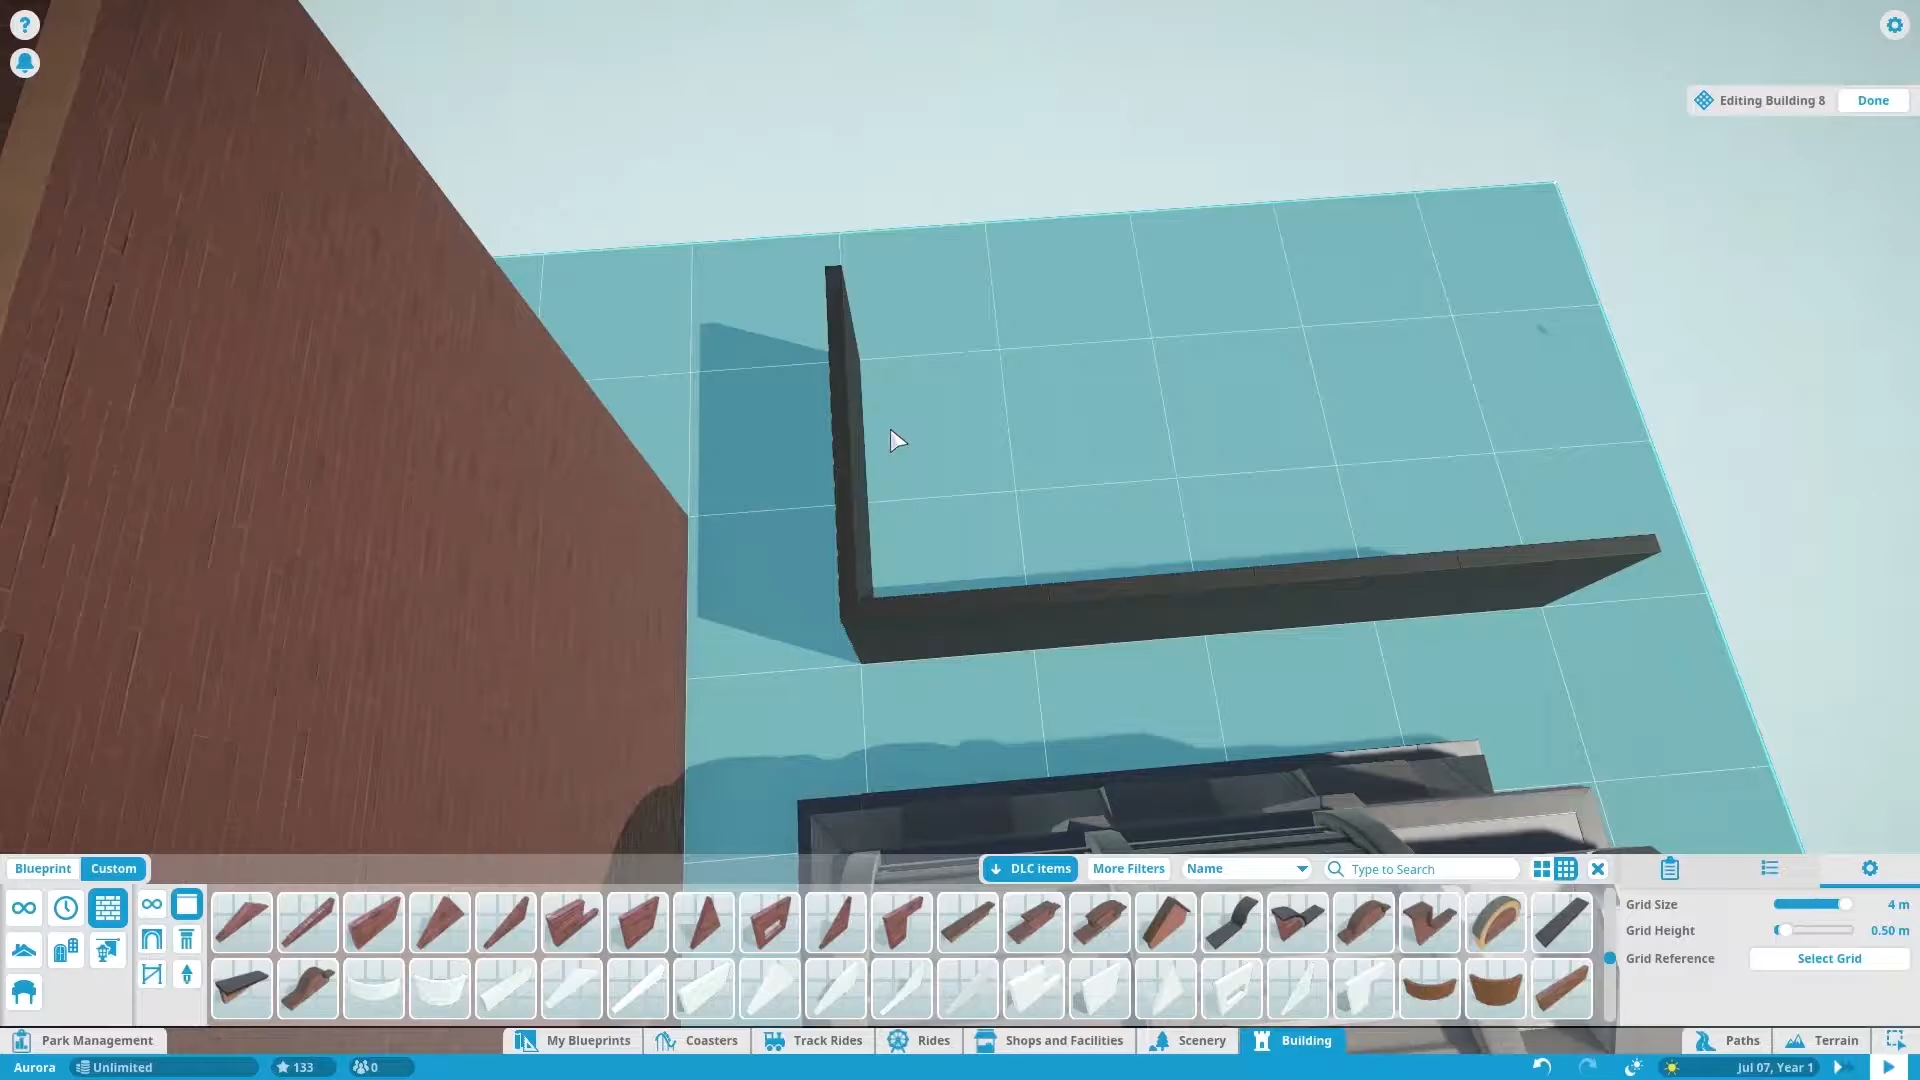 ?
Editing Building 8 Done
Blueprint Custom
DLC items More Filters Name Type to Search
Grid Size 4 m
Grid Height 0.50 m
Grid Reference Select Grid
Park Management My Blueprints Coasters Track Rides Rides Shops and Facilities Scenery Building Paths Terrain
Aurora Unlimited 133 0 Jul 07, Year 1